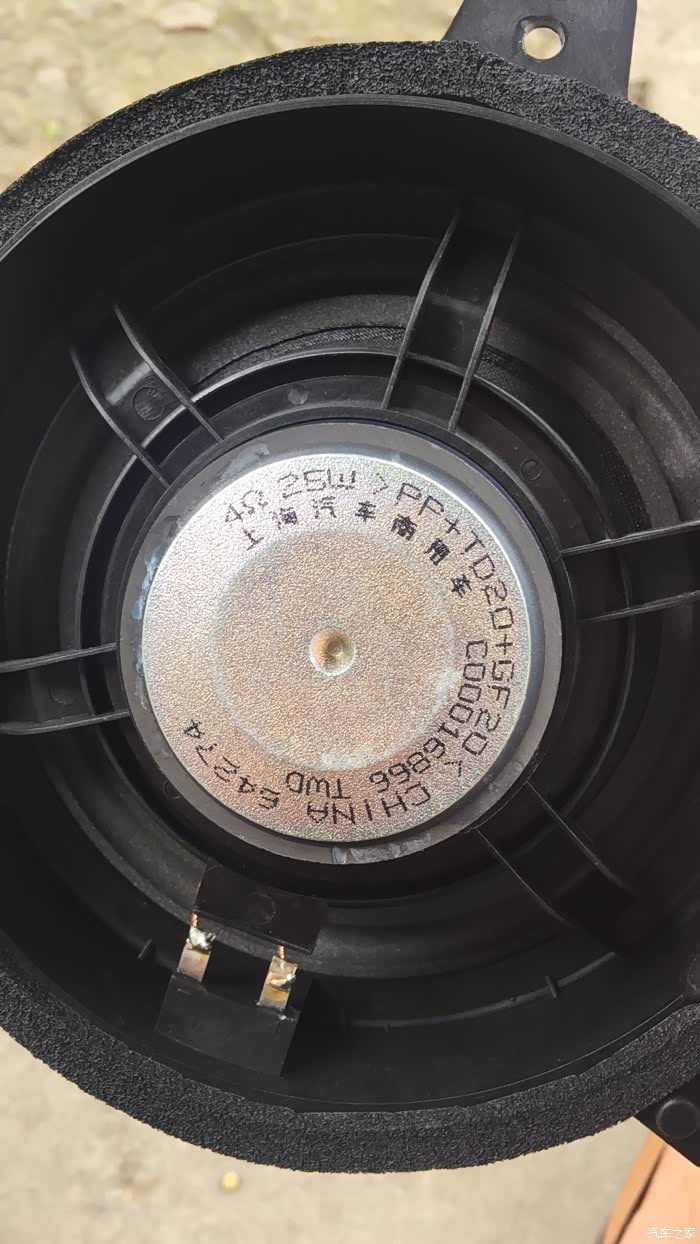 4Ω 25W >PP+TD20+GF20<
上海汽车商用车
C00016866
CHINA E4274
TWD
汽车之家